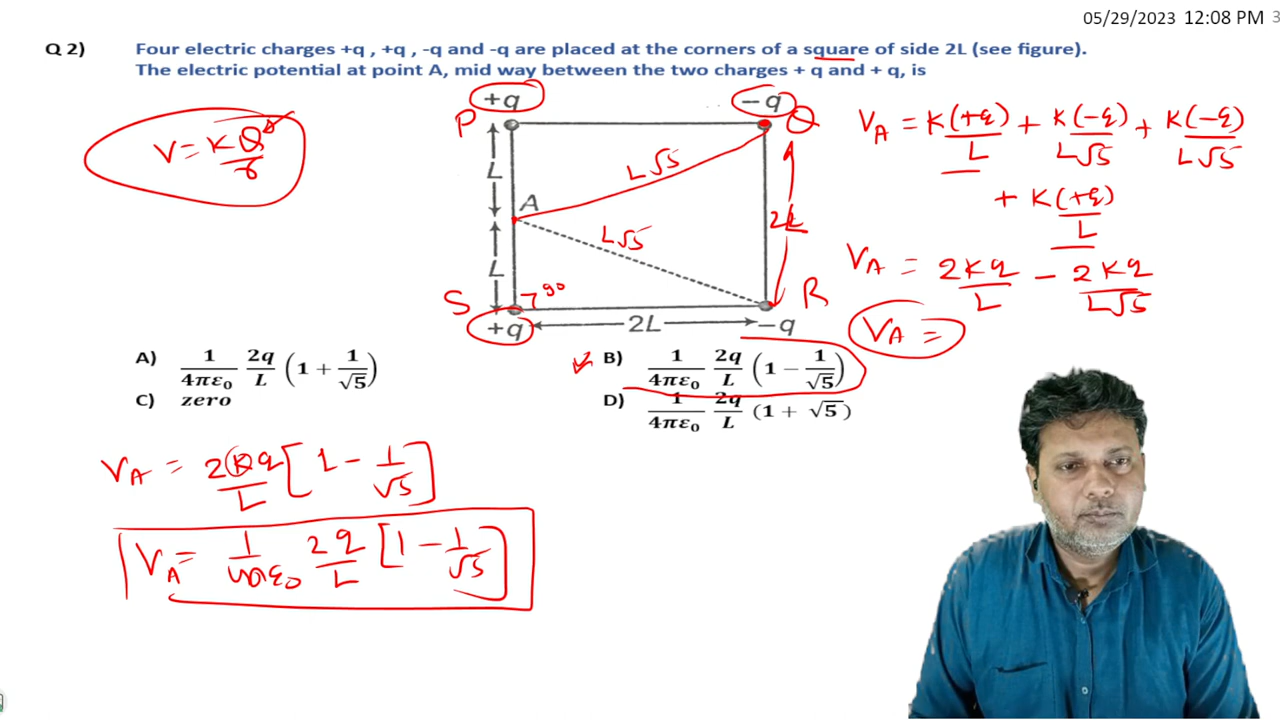 05/29/2023 12:08 PM 3
Q 2) Four electric charges +q , +q , -q and -q are placed at the corners of a square of side 2L (see figure).
The electric potential at point A, mid way between the two charges + q and + q, is
V = KQ/r
+q
-q
P
Q
L
A
L√5
L√5
2L
L
S
90
R
+q
2L
-q
V_A = K(+q)/L + K(-q)/L√5 + K(-q)/L√5
+ K(+q)/L
V_A = 2Kq/L - 2Kq/L√5
V_A =
A) 1/4πε₀ 2q/L (1 + 1/√5)
B) 1/4πε₀ 2q/L (1 − 1/√5)
C) zero
D) 1/4πε₀ 2q/L (1 + √5)
V_A = 2Kq/L [1 - 1/√5]
V_A = 1/4πε₀ 2q/L [1 - 1/√5]